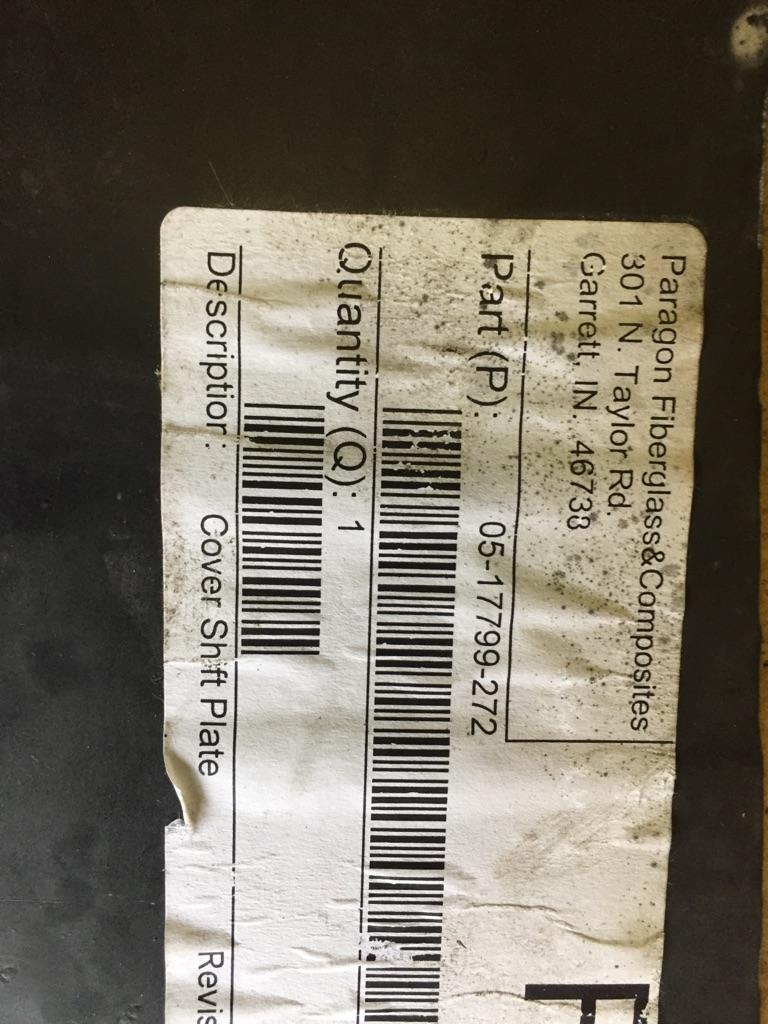 Paragon Fiberglass&Composites
301 N. Taylor Rd.
Garrett, IN 46738
Part (P): 05-17799-272
Quantity (Q): 1
Description: Cover Shift Plate Revis